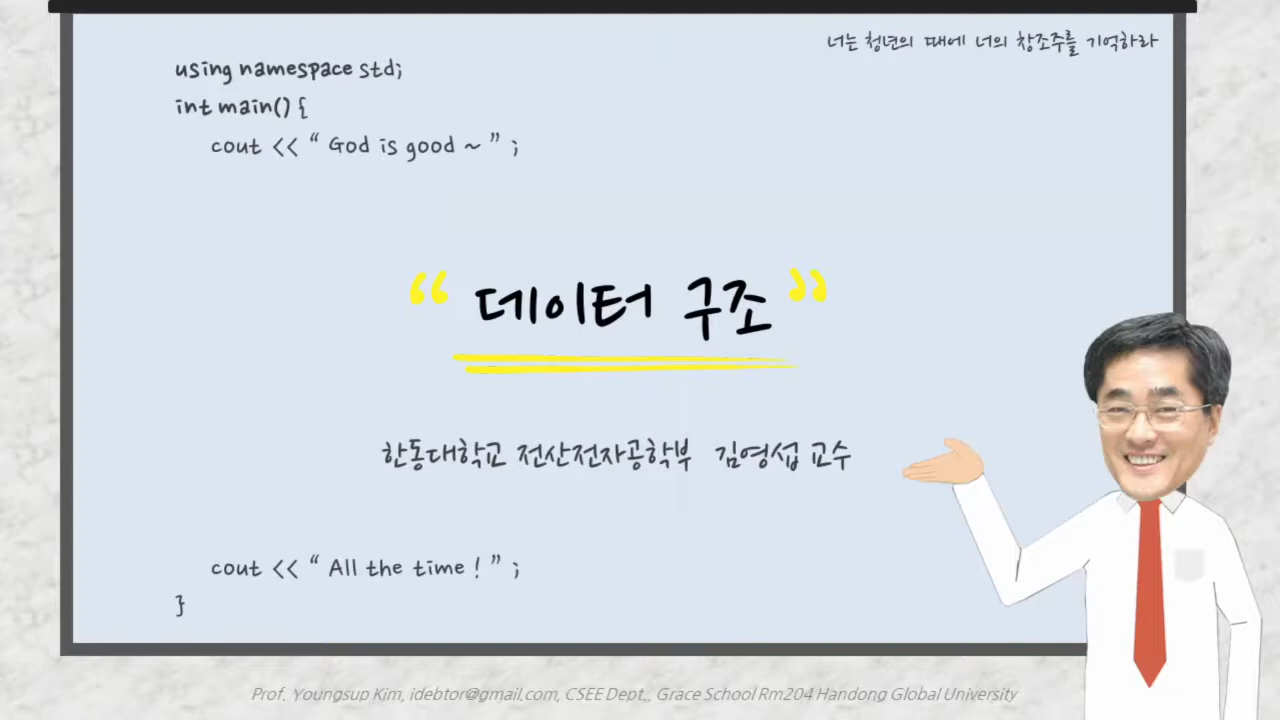 너는 청년의 때에 너의 창조주를 기억하라
using namespace std;
int main() {
cout << “ God is good ~ ” ;
“ 데이터 구조 ”
한동대학교 전산전자공학부 김영섭 교수
cout << “ All the time ! ” ;
}
Prof. Youngsup Kim, idebtor@gmail.com, CSEE Dept., Grace School Rm204 Handong Global University